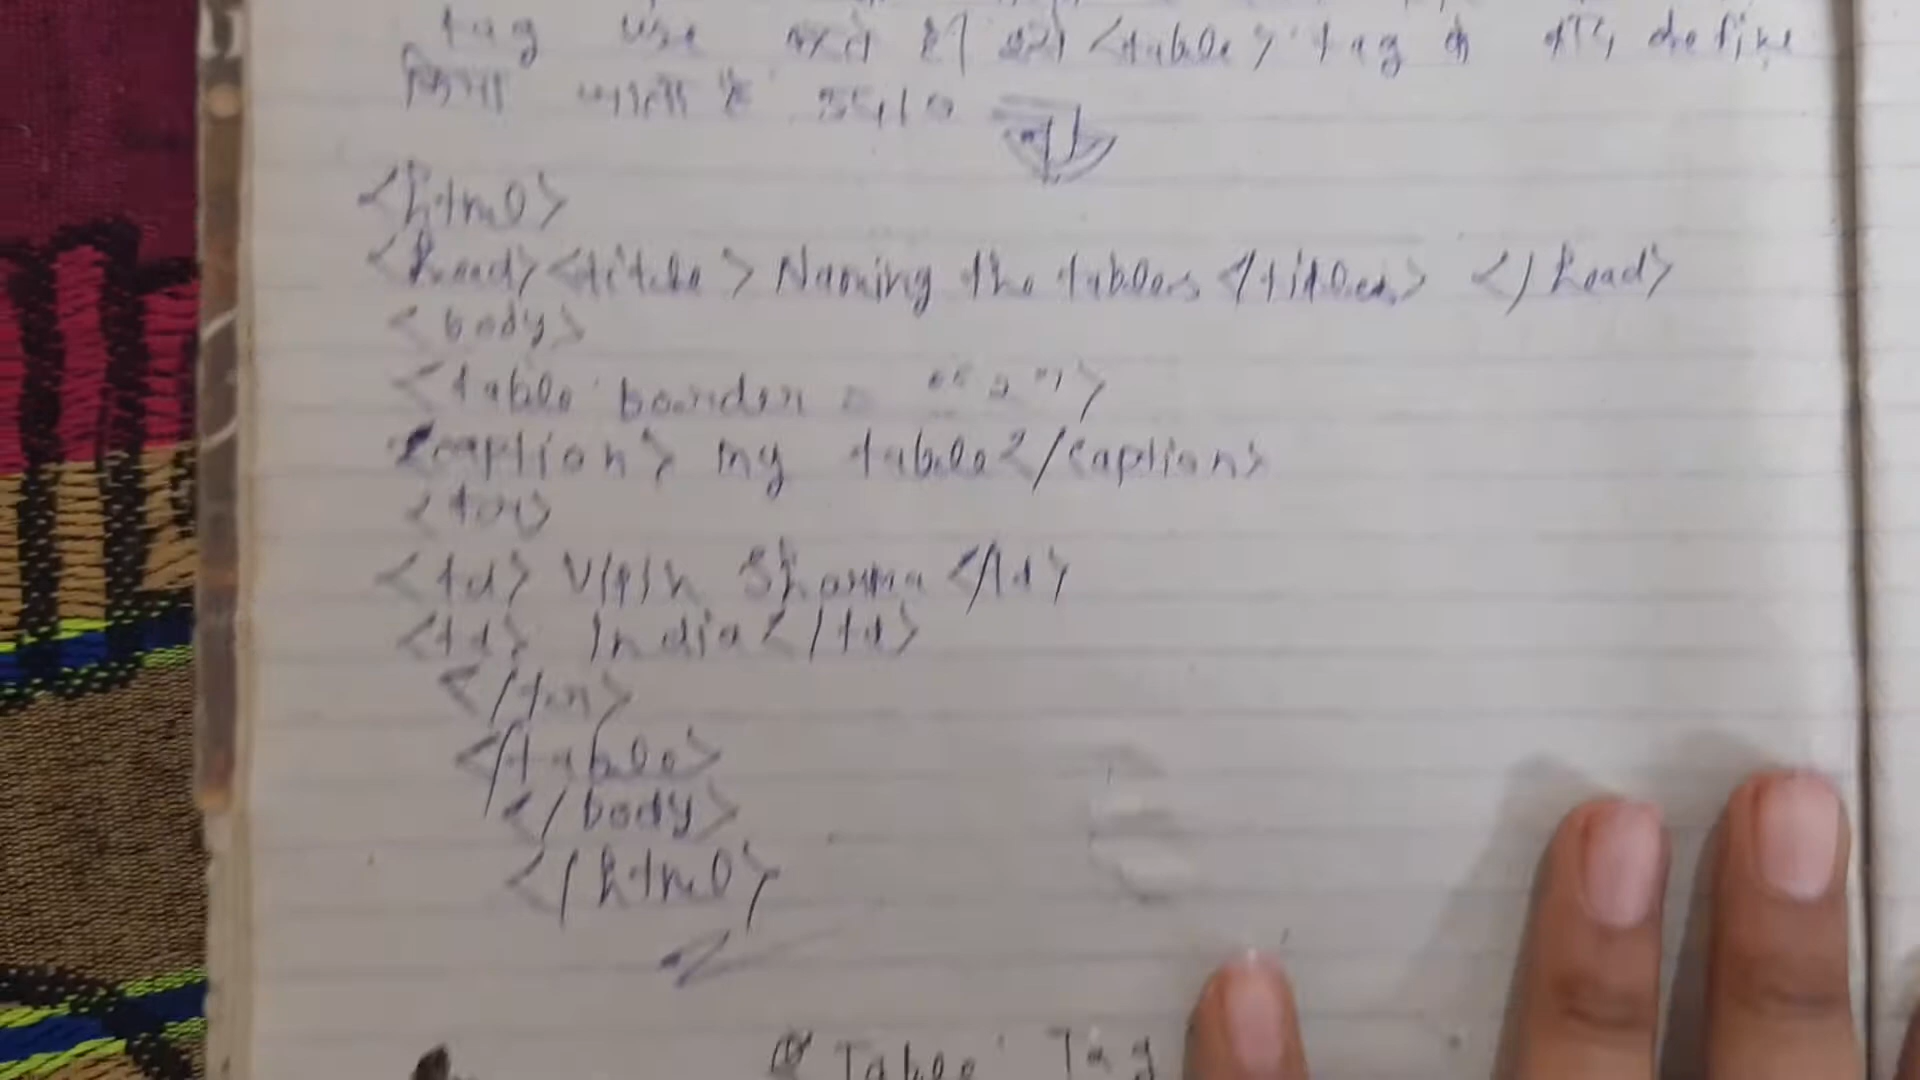 tag use करते है और <table> tag के बाद define
किया जाता है
<html>
<head><title> Naming the tables </title> </head>
<body>
<table border = "2">
<caption> my table </caption>
<tr>
<td> Vipin Sharma </td>
<td> India </td>
</tr>
</table>
</body>
</html>
Table Tag